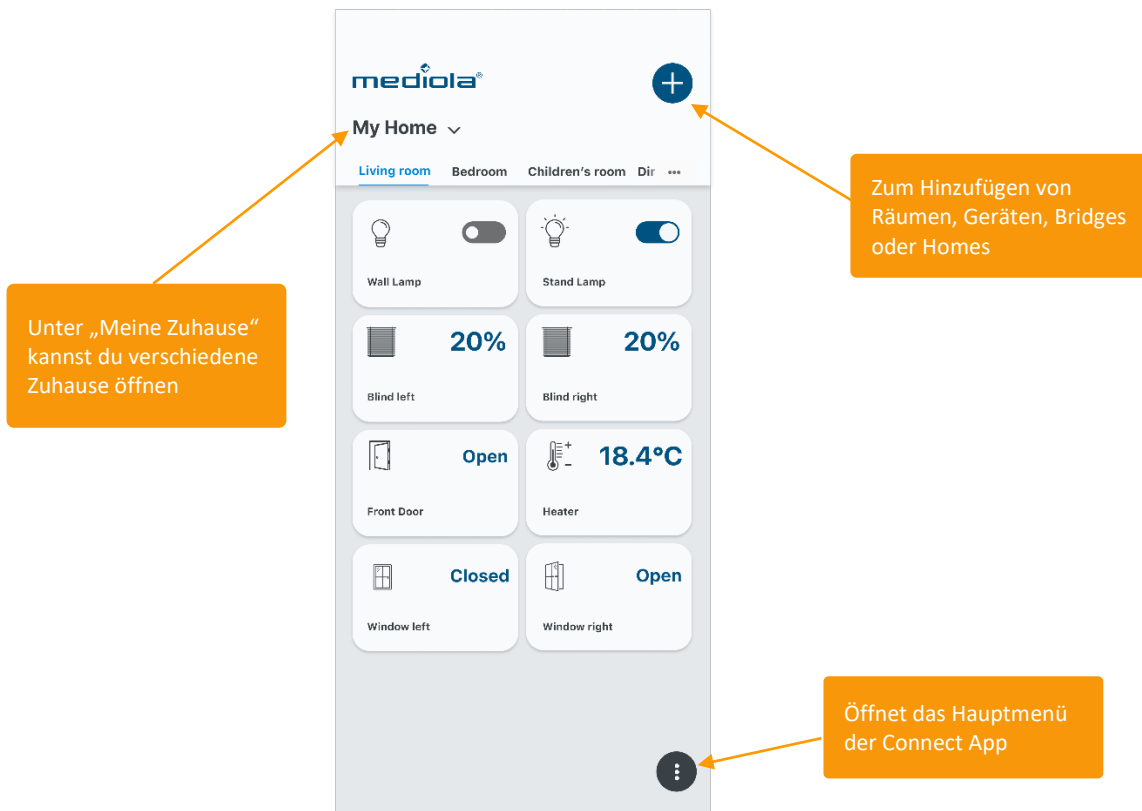 mediola®
My Home
Living room Bedroom Children's room Dir ...
Wall Lamp
Stand Lamp
20%
Blind left
20%
Blind right
Open
Front Door
18.4°C
Heater
Closed
Window left
Open
Window right
Zum Hinzufügen von
Räumen, Geräten, Bridges
oder Homes
Unter „Meine Zuhause“
kannst du verschiedene
Zuhause öffnen
Öffnet das Hauptmenü
der Connect App